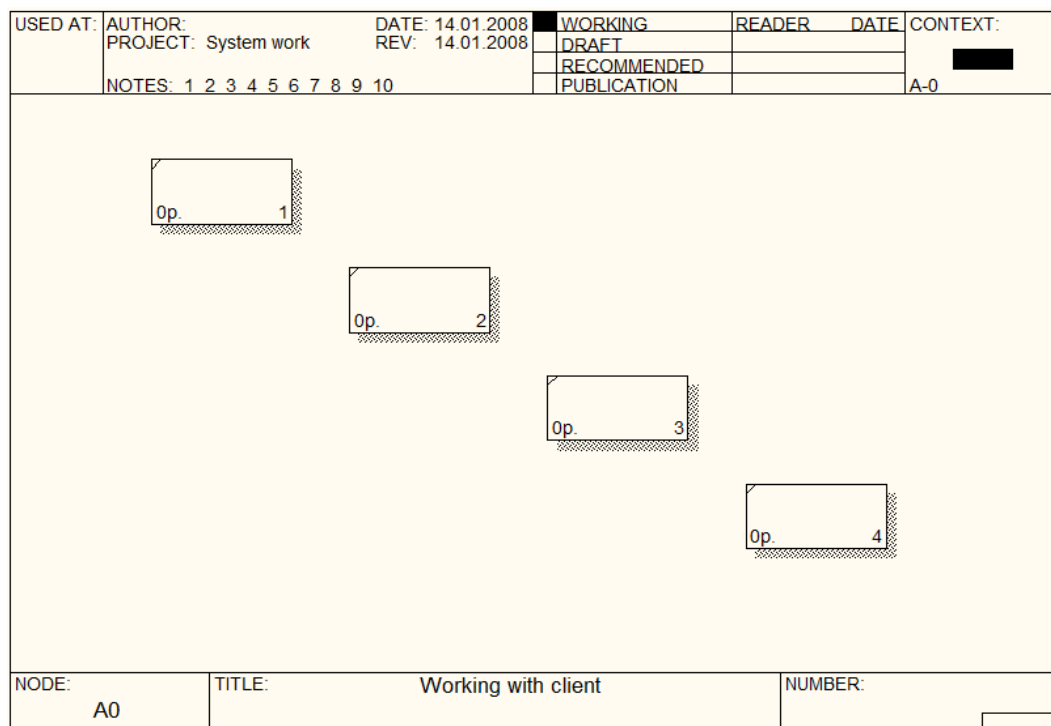 USED AT: AUTHOR: DATE: 14.01.2008 WORKING READER DATE CONTEXT:
PROJECT: System work REV: 14.01.2008 DRAFT
RECOMMENDED
NOTES: 1 2 3 4 5 6 7 8 9 10 PUBLICATION A-0
0p. 1
0p. 2
0p. 3
0p. 4
NODE: TITLE: Working with client NUMBER:
A0